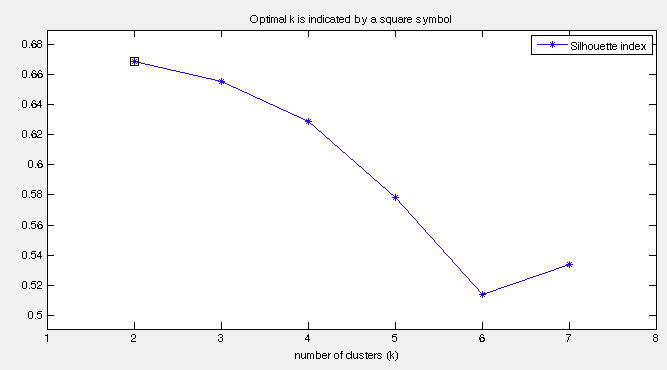 Optimal k is indicated by a square symbol
Silhouette index
0.68
0.66
0.64
0.62
0.6
0.58
0.56
0.54
0.52
0.5
1 2 3 4 5 6 7 8
number of clusters (k)